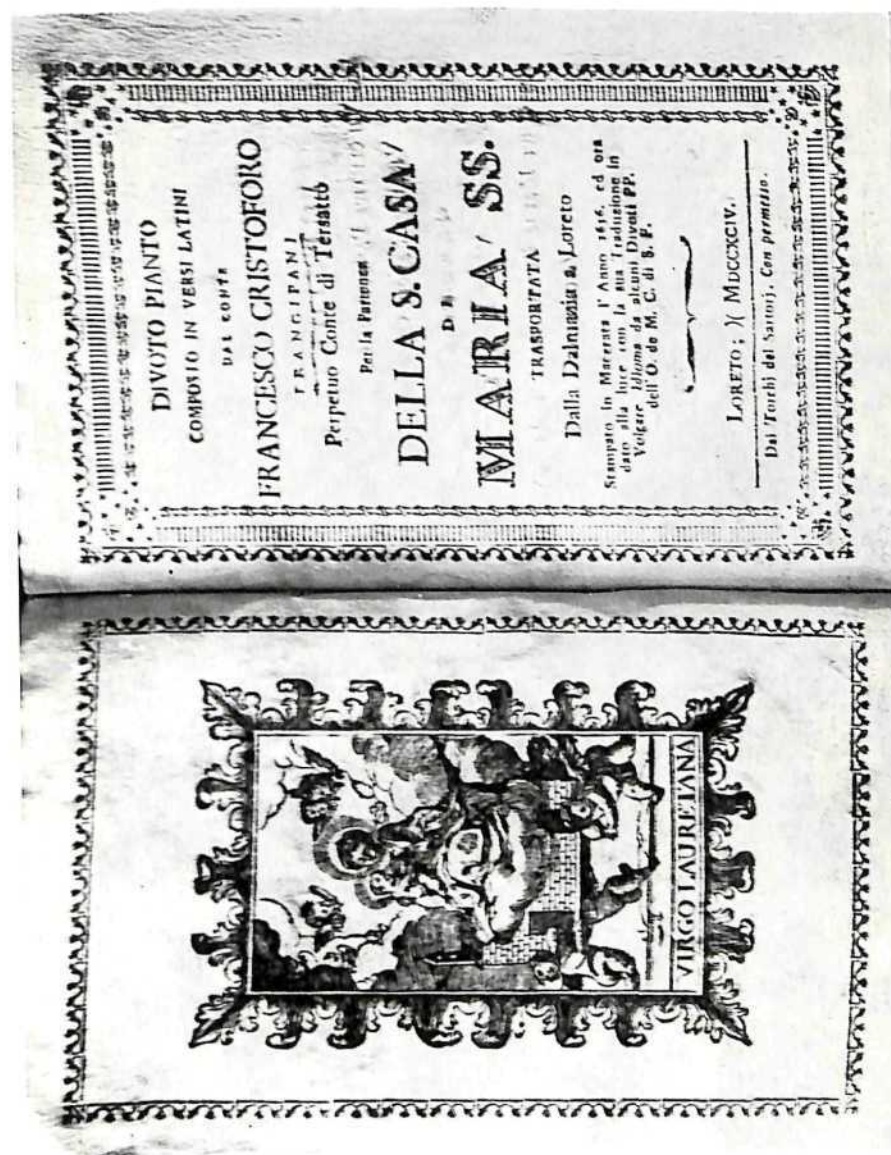 VIRGO LAURETANA
DIVOTO PIANTO
COMPOSTO IN VERSI LATINI
DAL CONTE
FRANCESCO CRISTOFORO
FRANGIPANI
Perpetuo Conte di Tersatto
Per la Partenza
DELLA S. CASA
DI
MARIA SS.
TRASPORTATA
Dalla Dalmazia a Loreto
Stampato in Macerata l'Anno 1656. ed ora
dato alla luce con la sua Traduzione in
Volgare Idioma da alcuni Divoti PP.
dell'O. de M. C. di S. F.
LORETO; )( MDCCXCIV.
Dai Torchj del Sartorj. Con permesso.